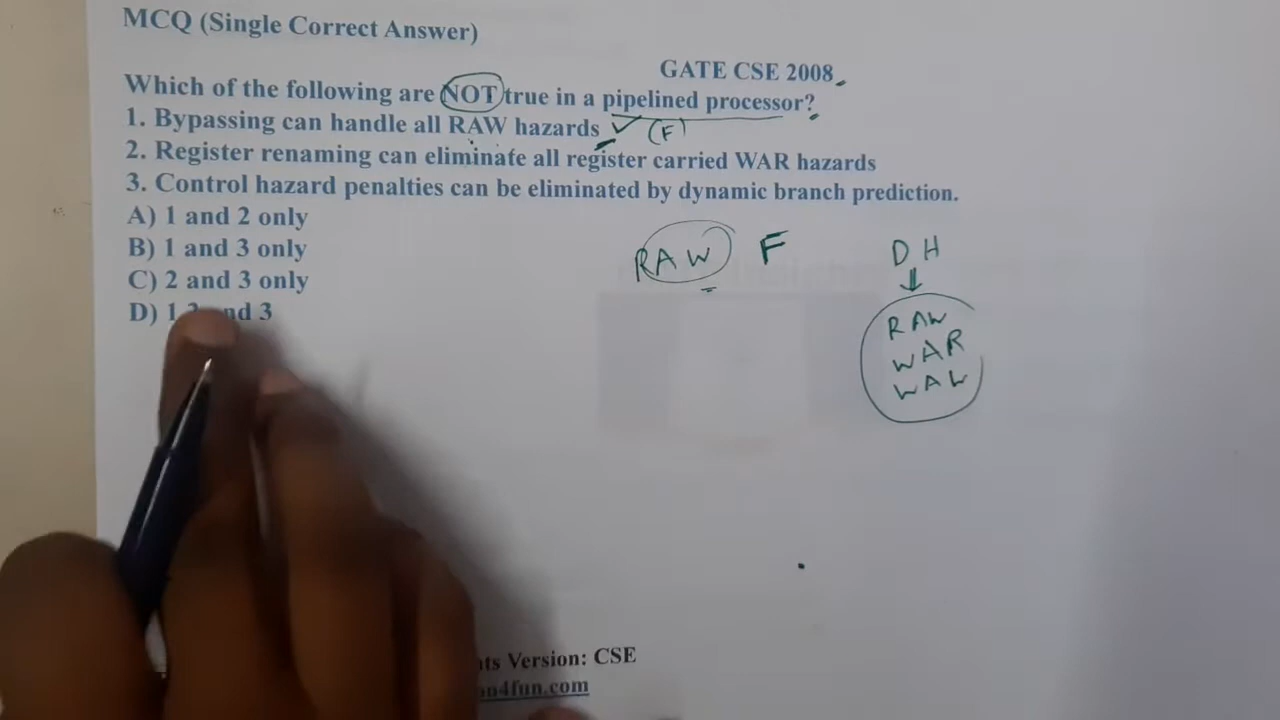 MCQ (Single Correct Answer)
GATE CSE 2008
Which of the following are NOT true in a pipelined processor?
1. Bypassing can handle all RAW hazards ✓ (F)
2. Register renaming can eliminate all register carried WAR hazards
3. Control hazard penalties can be eliminated by dynamic branch prediction.
A) 1 and 2 only
B) 1 and 3 only
C) 2 and 3 only
D) 1 and 3
RAW F
DH
↓
RAW
WAR
WAW
Version: CSE